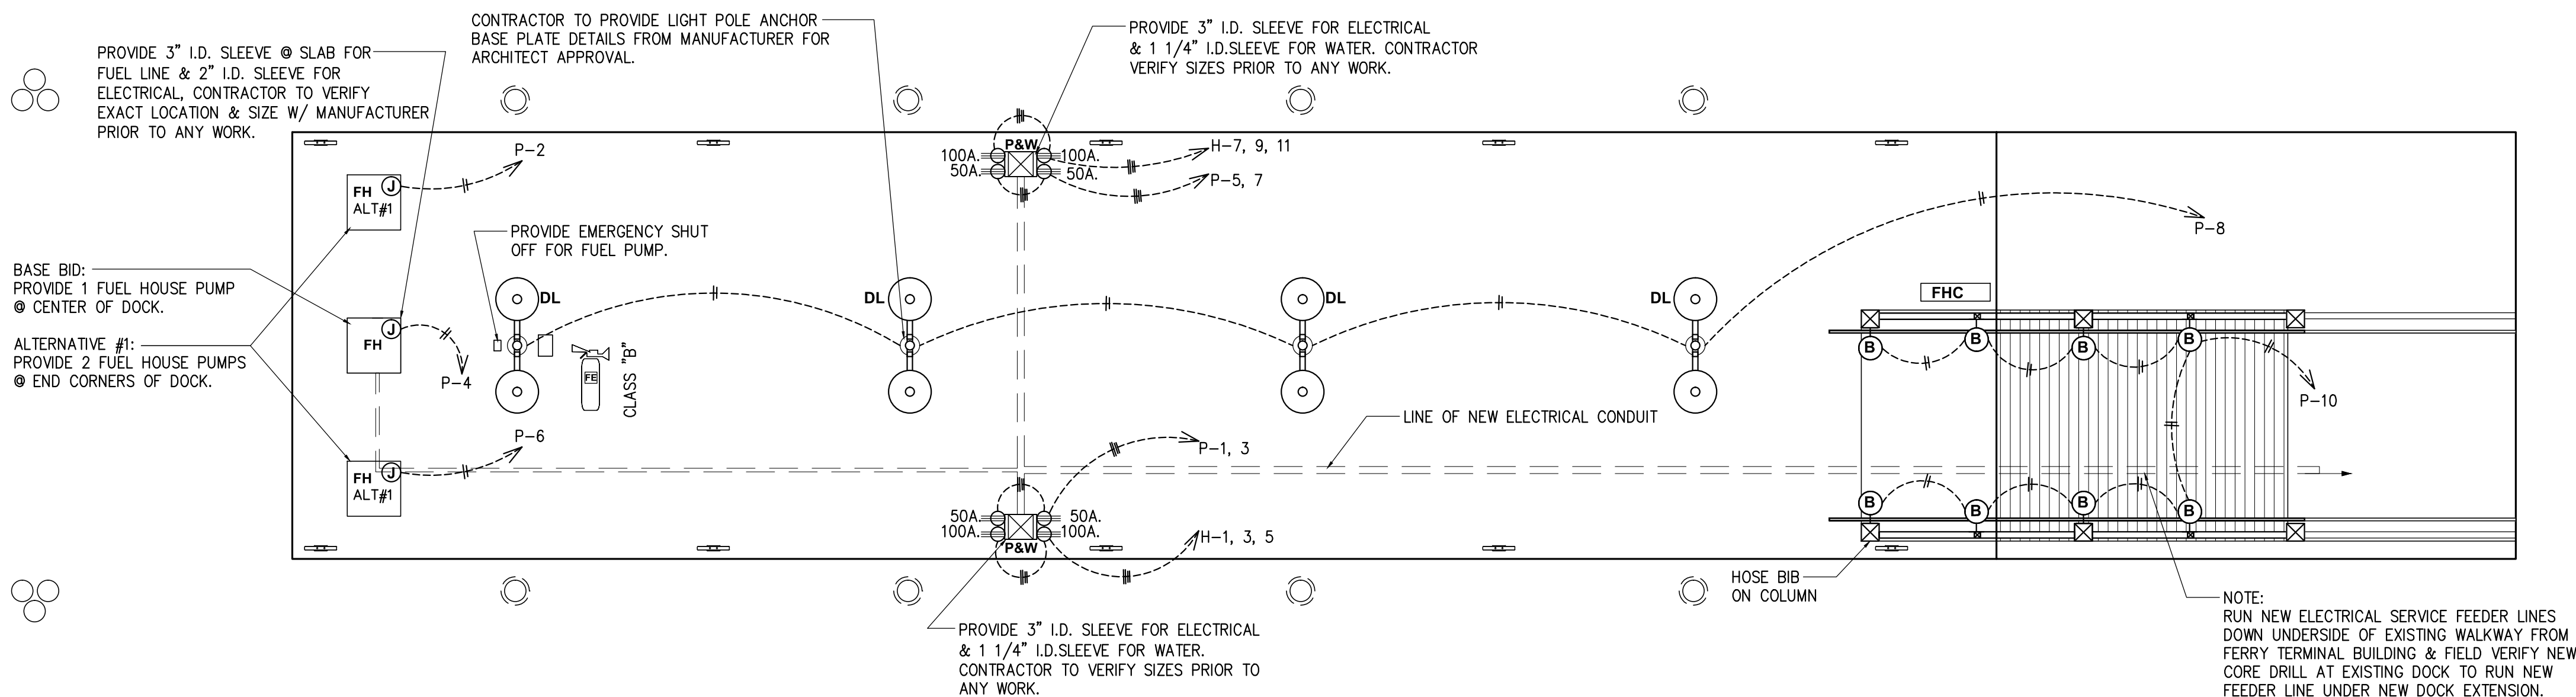 CONTRACTOR TO PROVIDE LIGHT POLE ANCHOR
BASE PLATE DETAILS FROM MANUFACTURER FOR
ARCHITECT APPROVAL.
PROVIDE 3" I.D. SLEEVE FOR ELECTRICAL
& 1 1/4" I.D.SLEEVE FOR WATER. CONTRACTOR
VERIFY SIZES PRIOR TO ANY WORK.
PROVIDE 3" I.D. SLEEVE @ SLAB FOR
FUEL LINE & 2" I.D. SLEEVE FOR
ELECTRICAL, CONTRACTOR TO VERIFY
EXACT LOCATION & SIZE W/ MANUFACTURER
PRIOR TO ANY WORK.
P-2
FH J
ALT#1
P&W
100A. 100A.
50A. 50A.
H-7, 9, 11
P-5, 7
P-8
PROVIDE EMERGENCY SHUT
OFF FOR FUEL PUMP.
BASE BID:
PROVIDE 1 FUEL HOUSE PUMP
@ CENTER OF DOCK.
ALTERNATIVE #1:
PROVIDE 2 FUEL HOUSE PUMPS
@ END CORNERS OF DOCK.
J
FH
P-4
DL
DL
DL
DL
FE
CLASS "B"
FHC
B
B
B
B
P-10
LINE OF NEW ELECTRICAL CONDUIT
P-6
FH J
ALT#1
P-1, 3
50A. 50A.
100A. 100A.
P&W
H-1, 3, 5
B
B
B
B
HOSE BIB
ON COLUMN
PROVIDE 3" I.D. SLEEVE FOR ELECTRICAL
& 1 1/4" I.D.SLEEVE FOR WATER.
CONTRACTOR TO VERIFY SIZES PRIOR TO
ANY WORK.
NOTE:
RUN NEW ELECTRICAL SERVICE FEEDER LINES
DOWN UNDERSIDE OF EXISTING WALKWAY FROM
FERRY TERMINAL BUILDING & FIELD VERIFY NEW
CORE DRILL AT EXISTING DOCK TO RUN NEW
FEEDER LINE UNDER NEW DOCK EXTENSION.